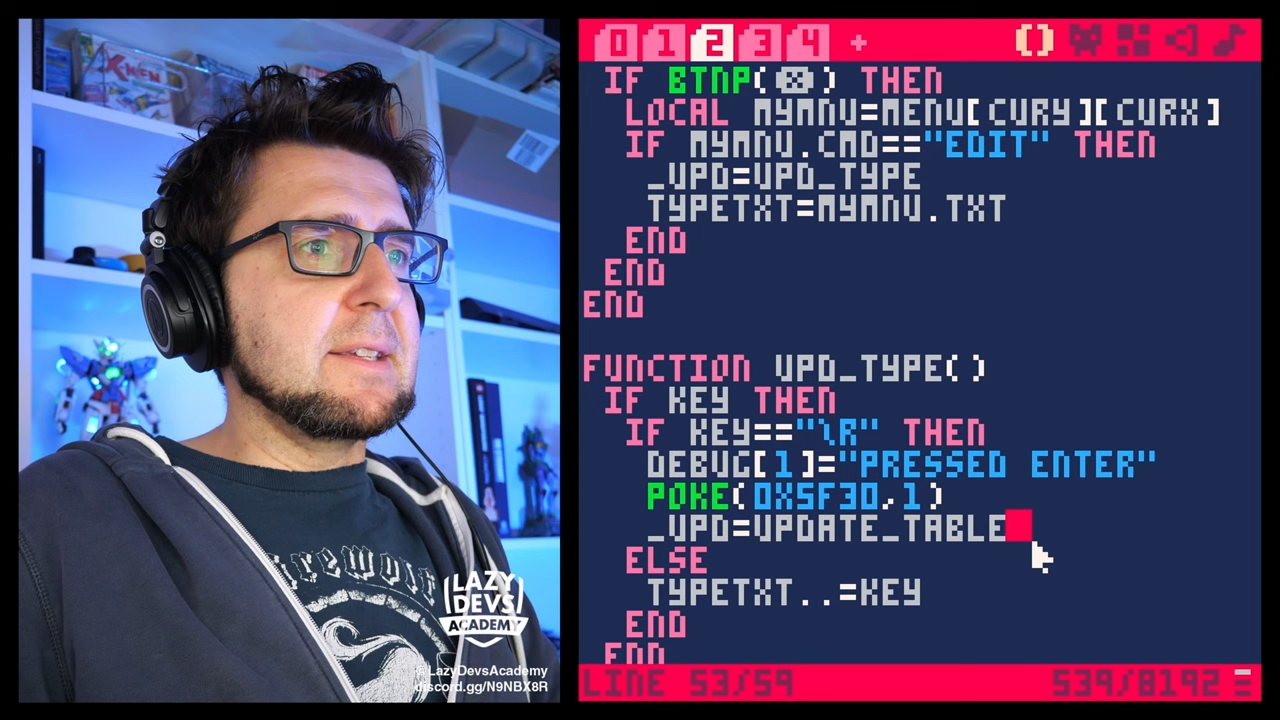 X-MEN
LAZY
DEVS
ACADEMY
@LazyDevsAcademy
discord.gg/N9NBX8R
0 1 2 3 4 +
IF BTNP(❎) THEN
LOCAL MYMNU=MENU[CURY][CURX]
IF MYMNU.CMD=="EDIT" THEN
_UPD=UPD_TYPE
TYPETXT=MYMNU.TXT
END
END
END
FUNCTION UPD_TYPE()
IF KEY THEN
IF KEY=="\R" THEN
DEBUG[1]="PRESSED ENTER"
POKE(0X5F30,1)
_UPD=UPDATE_TABLE
ELSE
TYPETXT..=KEY
END
END
LINE 53/59
539/8192